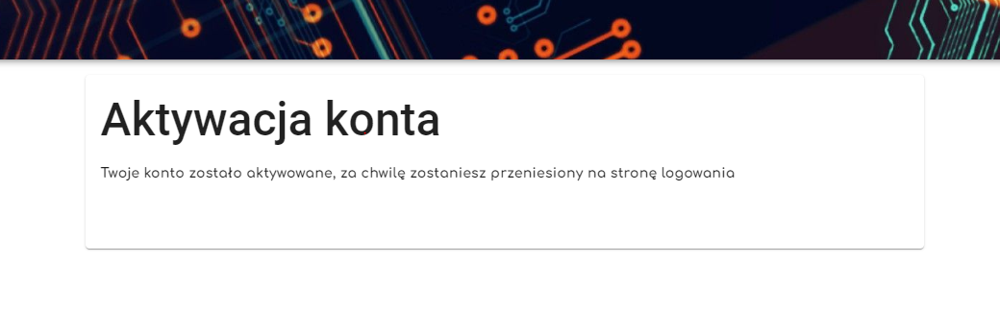 Aktywacja konta
Twoje konto zostało aktywowane, za chwilę zostaniesz przeniesiony na stronę logowania